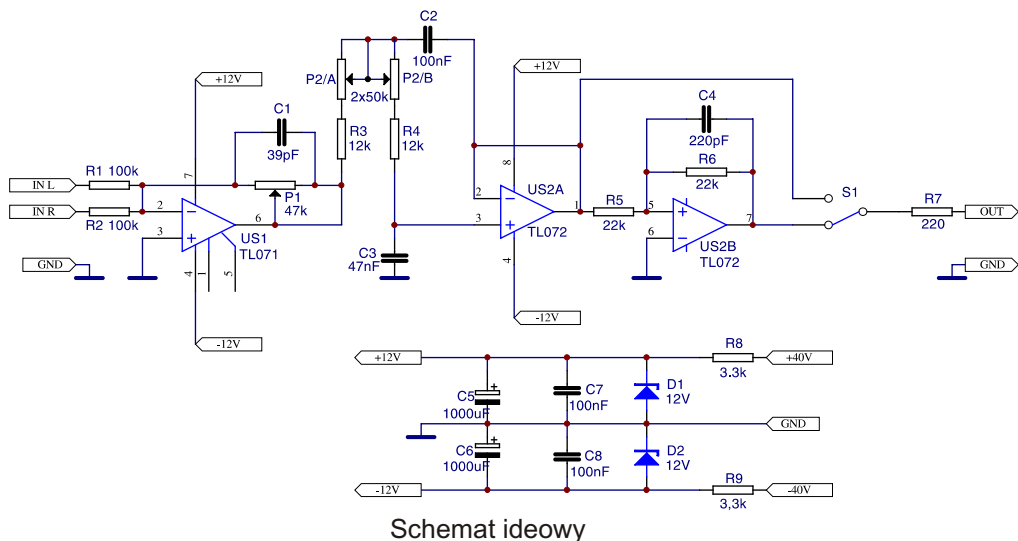 C2
100nF
+12V
P2/A
P2/B
2x50k
+12V
C1
39pF
R3
12k
R4
12k
C4
220pF
R6
22k
IN L
R1 100k
7
8
S1
R7
220
OUT
IN R
R2 100k
2
3
6
P1
47k
US1
TL071
4
1
5
2
3
1
US2A
TL072
4
R5
22k
5
6
7
US2B
TL072
GND
C3
47nF
GND
-12V
-12V
+12V
R8
3.3k
+40V
C5
1000uF
+
C7
100nF
D1
12V
GND
C6
1000uF
+
C8
100nF
D2
12V
-12V
R9
3,3k
-40V
Schemat ideowy